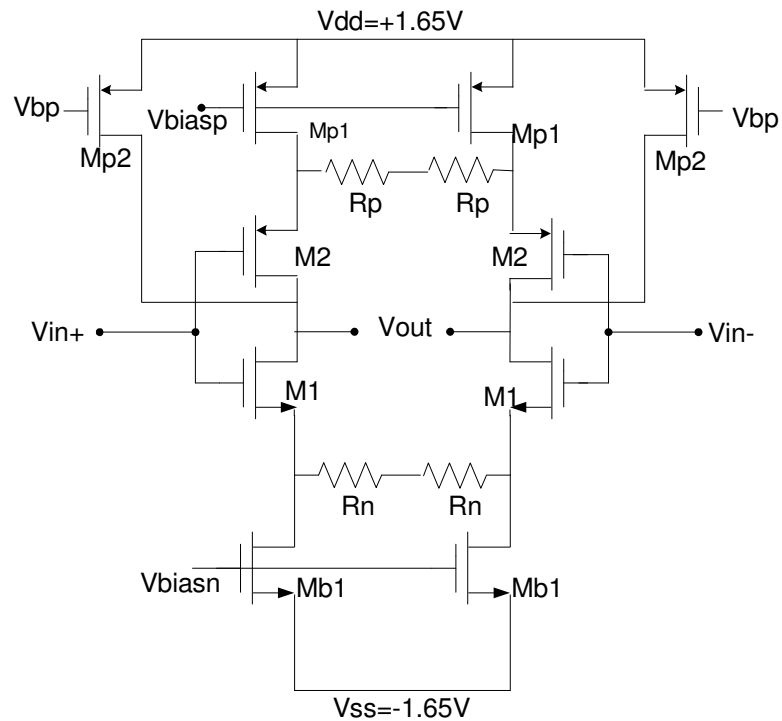 Vdd=+1.65V
Vbp
Vbiasp
Vbp
Mp2
Mp1
Mp1
Mp2
Rp
Rp
M2
M2
Vin+
Vout
Vin-
M1
M1
Rn
Rn
Vbiasn
Mb1
Mb1
Vss=-1.65V